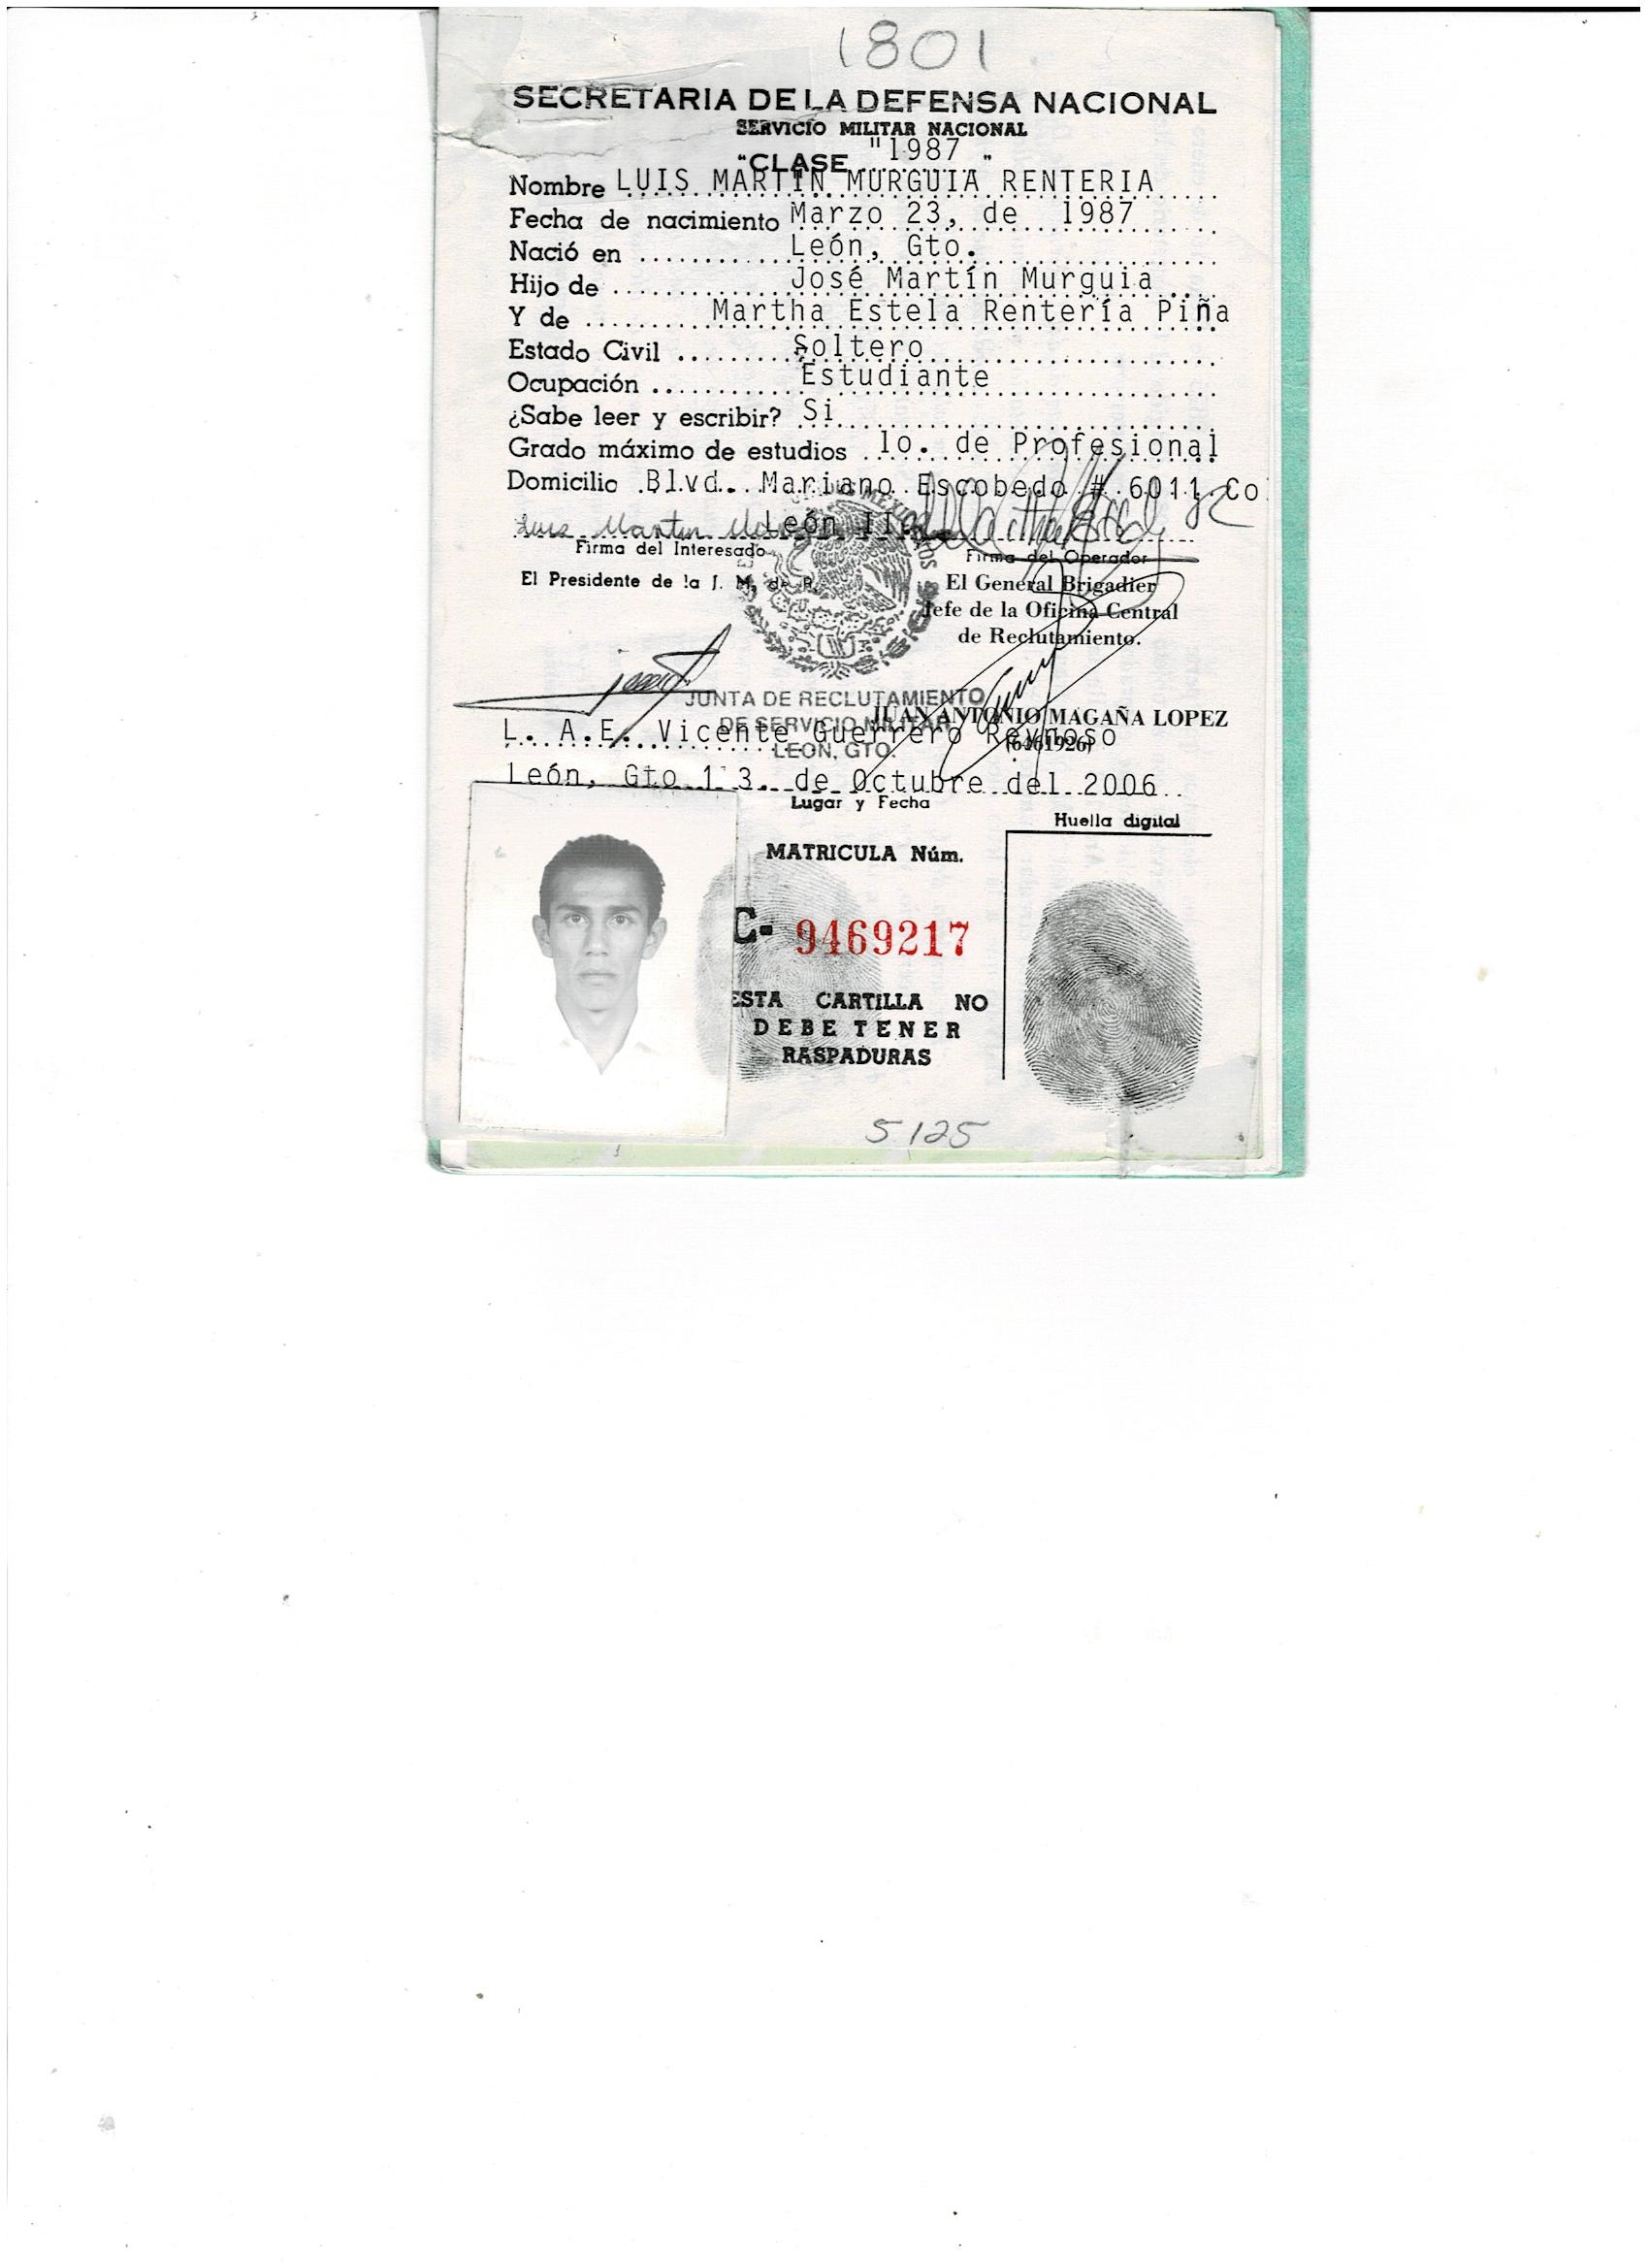 1801
SECRETARIA DE LA DEFENSA NACIONAL
SERVICIO MILITAR NACIONAL
"CLASE "1987 "
Nombre LUIS MARTIN MURGUIA RENTERIA
Fecha de nacimiento Marzo 23, de 1987
Nació en León, Gto.
Hijo de José Martín Murguia
Y de Martha Estela Rentería Piña
Estado Civil Soltero
Ocupación Estudiante
¿Sabe leer y escribir? Si
Grado máximo de estudios 1o. de Profesional
Domicilio Blvd. Mariano Escobedo # 6011 Co
Luis Martin León II
Firma del Interesado Firma del Operador
El Presidente de la J. M. de R. El General Brigadier
Jefe de la Oficina Central
de Reclutamiento.
JUNTA DE RECLUTAMIENTO
JUAN ANTONIO MAGAÑA LOPEZ
DE SERVICIO MILITAR
L. A.E. Vicente Guerrero Reynoso
LEON, GTO.
León, Gto 13. de Octubre del 2006
Lugar y Fecha
Huella digital
MATRICULA Núm.
C- 9469217
ESTA CARTILLA NO
DEBE TENER
RASPADURAS
5125